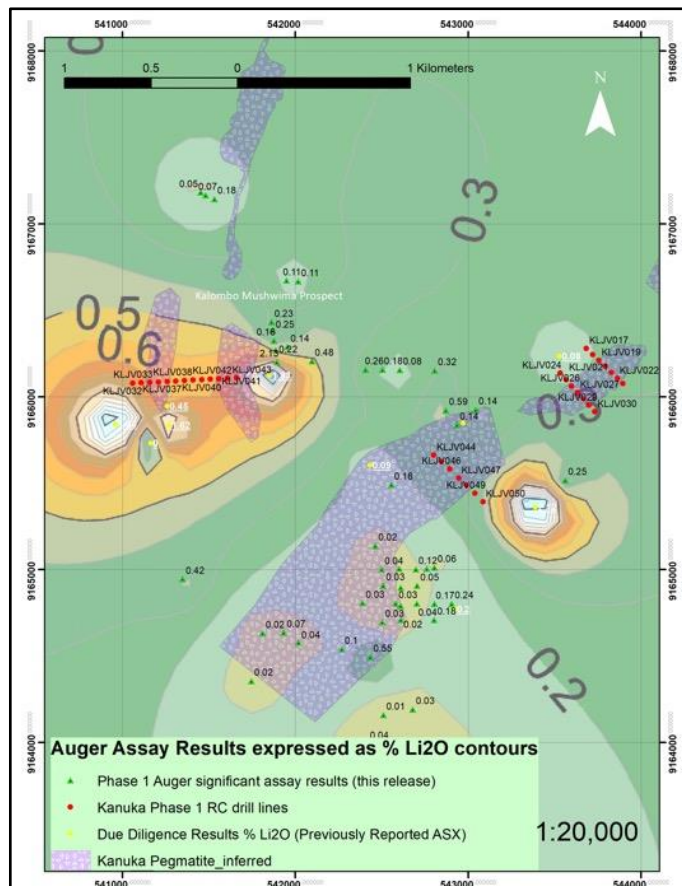 541000 542000 543000 544000
9168000 9168000
1 0.5 0 1 Kilometers
N
0.3
0.05 0.07 0.18
9167000 9167000
0.11 0.11
Kalombo Mushwima Prospect
0.5
0.6
0.23
0.25
0.16 0.14
0.22
2.13 0.48
0.26 0.18 0.08 0.32
KLJV033 KLJV038 KLJV042 KLJV043
KLJV032 KLJV037 KLJV040 KLJV041
KLJV017
KLJV019
KLJV024 KLJV021
KLJV026 KLJV022
KLJV027
KLJV030
0.08
9166000 9166000
0.59 0.14
0.14
KLJV044
KLJV046
KLJV047
KLJV049
KLJV050
0.09
0.16
0.25
0.02
0.42
0.04 0.12 0.06
0.03 0.05
9165000 9165000
0.03 0.03 0.17 0.24
0.03 0.04 0.18
0.02
0.02 0.07
0.04 0.1
0.55
0.02
0.2
0.01 0.03
0.04
9164000 9164000
Auger Assay Results expressed as % Li2O contours
Phase 1 Auger significant assay results (this release)
Kanuka Phase 1 RC drill lines
Due Diligence Results % Li2O (Previously Reported ASX)
Kanuka Pegmatite_inferred
1:20,000
541000 542000 543000 544000